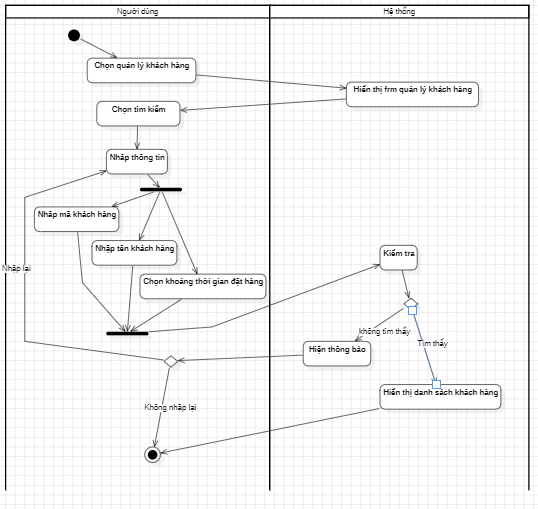 Người dùng
Hệ thống
Chọn quản lý khách hàng
Hiển thị frm quản lý khách hàng
Chọn tìm kiếm
Nhập thông tin
Nhập mã khách hàng
Nhập tên khách hàng
Chọn khoảng thời gian đặt hàng
Kiểm tra
Nhập lại
không tìm thấy
Tìm thấy
Hiện thông báo
Hiển thị danh sách khách hàng
Không nhập lại